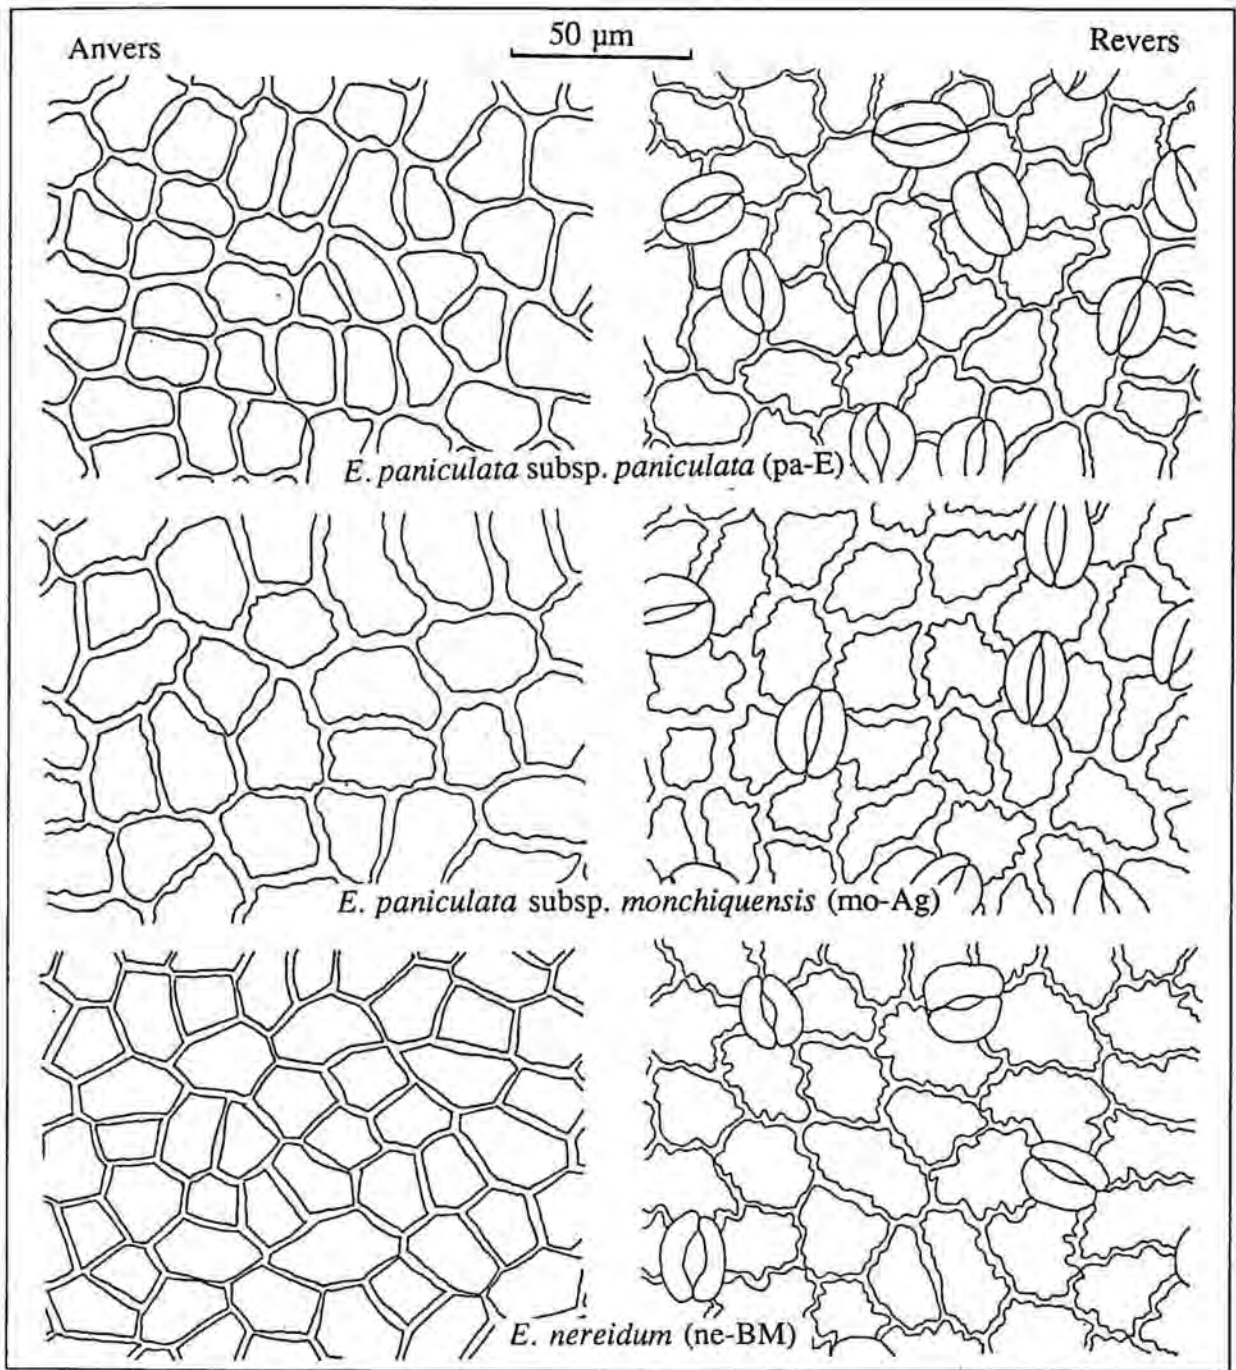 Anvers
50 µm
Revers
E. paniculata subsp. paniculata (pa-E)
E. paniculata subsp. monchiquensis (mo-Ag)
E. nereidum (ne-BM)